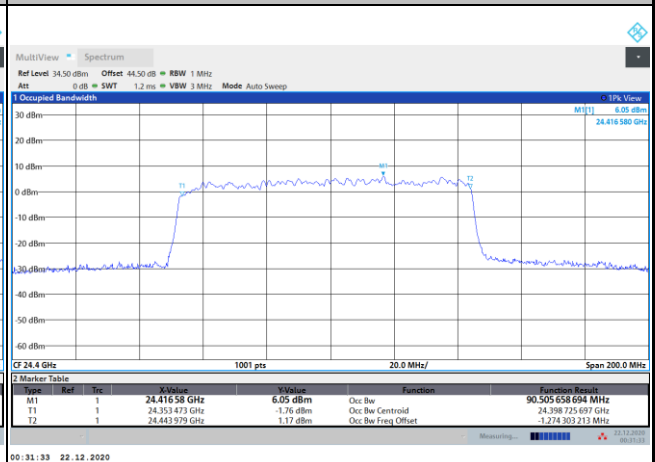 MultiView Spectrum
Ref Level 34.50 dBm Offset 44.50 dB RBW 1 MHz
Att 0 dB SWT 1.2 ms VBW 3 MHz Mode Auto Sweep
1 Occupied Bandwidth 1Pk View
M1[1] 6.05 dBm
24.416 580 GHz
30 dBm
20 dBm
10 dBm
M1
T1
T2
0 dBm
-10 dBm
-20 dBm
-30 dBm
-40 dBm
-50 dBm
-60 dBm
CF 24.4 GHz 1001 pts 20.0 MHz/ Span 200.0 MHz
2 Marker Table
Type Ref Trc X-Value Y-Value Function Function Result
M1 1 24.416 58 GHz 6.05 dBm Occ Bw 90.505 658 694 MHz
T1 1 24.353 473 GHz -1.76 dBm Occ Bw Centroid 24.398 725 697 GHz
T2 1 24.443 979 GHz 1.17 dBm Occ Bw Freq Offset -1.274 303 213 MHz
Measuring... 22.12.2020
00:31:33
00:31:33 22.12.2020